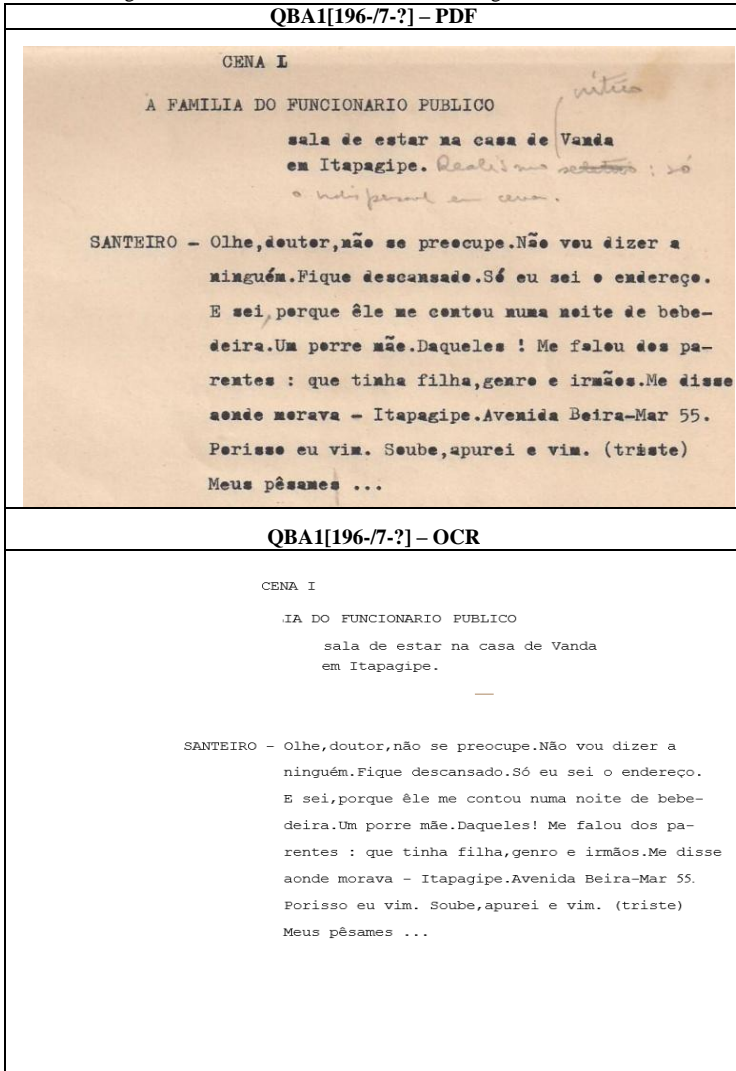 QBA1[196-/7-?] – PDF
CENA I
A FAMILIA DO FUNCIONARIO PUBLICO
sala de estar na casa de Vanda
em Itapagipe. Realismo : só
o em cena.
SANTEIRO – Olhe,doutor,não se preocupe.Não vou dizer a
ninguém.Fique descansado.Só eu sei o endereço.
E sei,porque êle me contou numa noite de bebe-
deira.Um porre mãe.Daqueles ! Me falou dos pa-
rentes : que tinha filha,genro e irmãos.Me disse
aonde morava – Itapagipe.Avenida Beira-Mar 55.
Porisso eu vim. Soube,apurei e vim. (triste)
Meus pêsames ...
QBA1[196-/7-?] – OCR
CENA I
IA DO FUNCIONARIO PUBLICO
sala de estar na casa de Vanda
em Itapagipe.
SANTEIRO – Olhe,doutor,não se preocupe.Não vou dizer a
ninguém.Fique descansado.Só eu sei o endereço.
E sei,porque êle me contou numa noite de bebe-
deira.Um porre mãe.Daqueles! Me falou dos pa-
rentes : que tinha filha,genro e irmãos.Me disse
aonde morava – Itapagipe.Avenida Beira-Mar 55.
Porisso eu vim. Soube,apurei e vim. (triste)
Meus pêsames ...